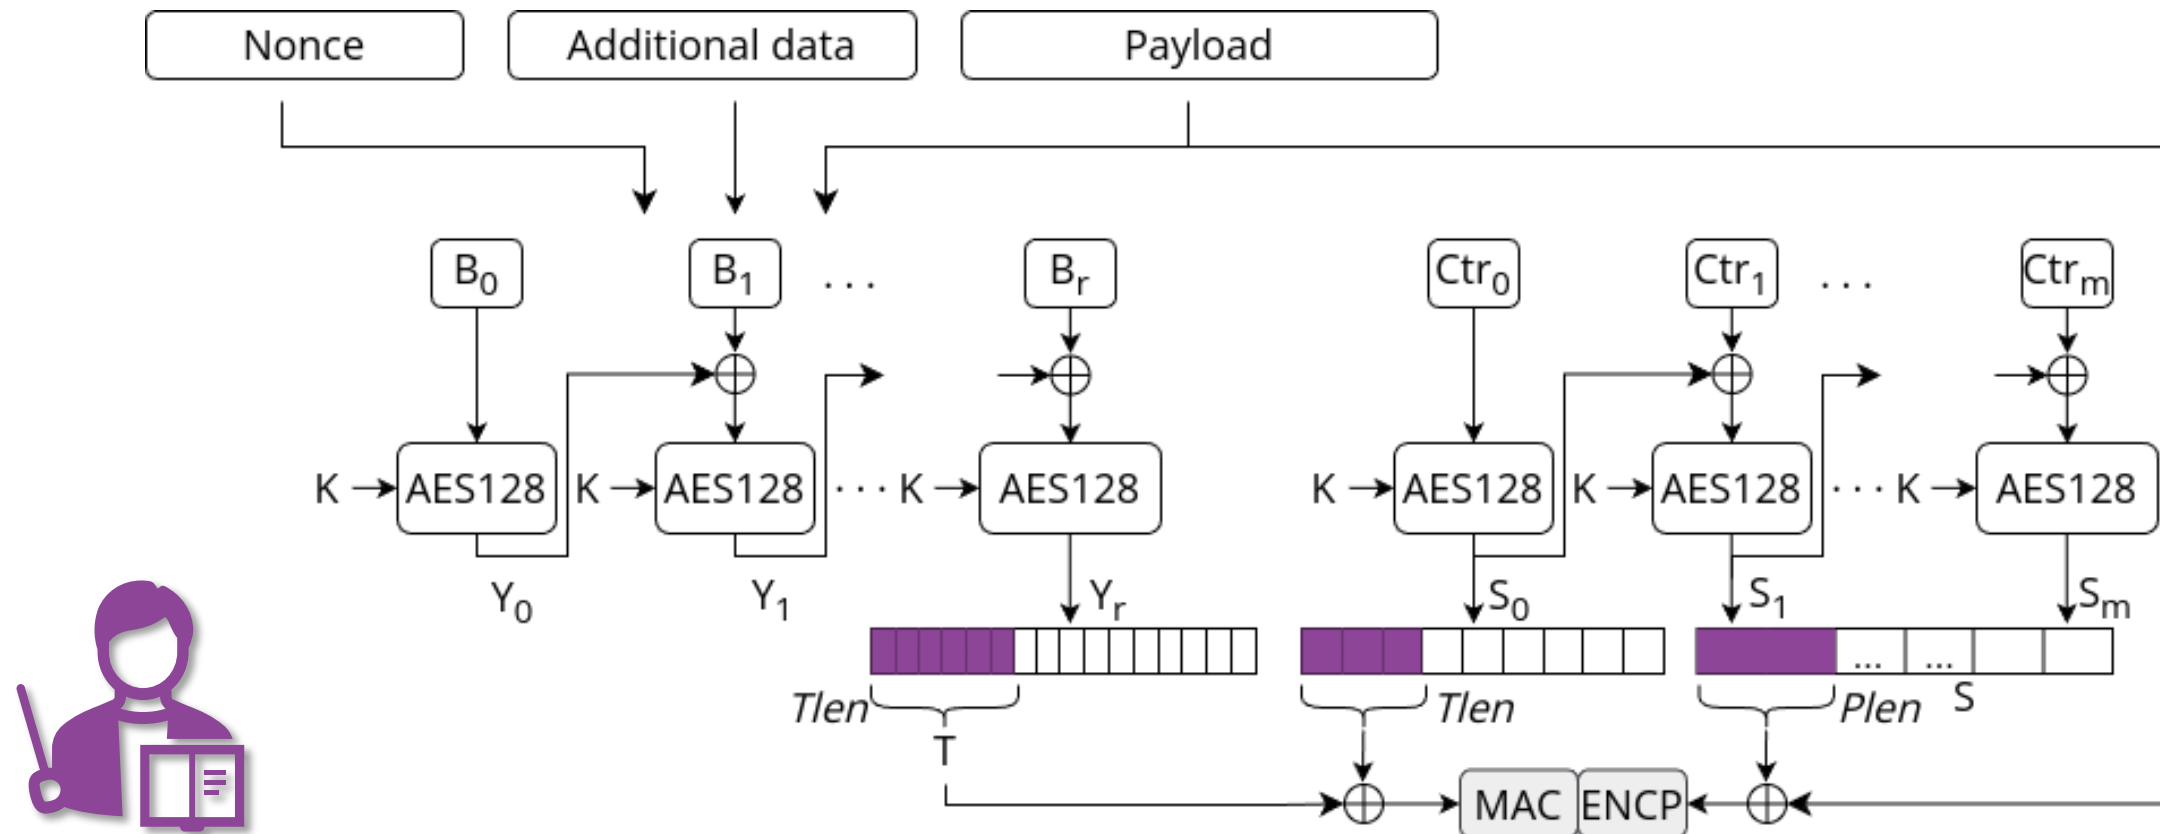 Nonce Additional data Payload
B0 B1 . . . Br Ctr0 Ctr1 . . . Ctrm
K AES128 K AES128 . . . K AES128 K AES128 K AES128 . . . K AES128
Y0 Y1 Yr S0 S1 Sm
... ...
Tlen Tlen Plen S
T
MAC ENCP